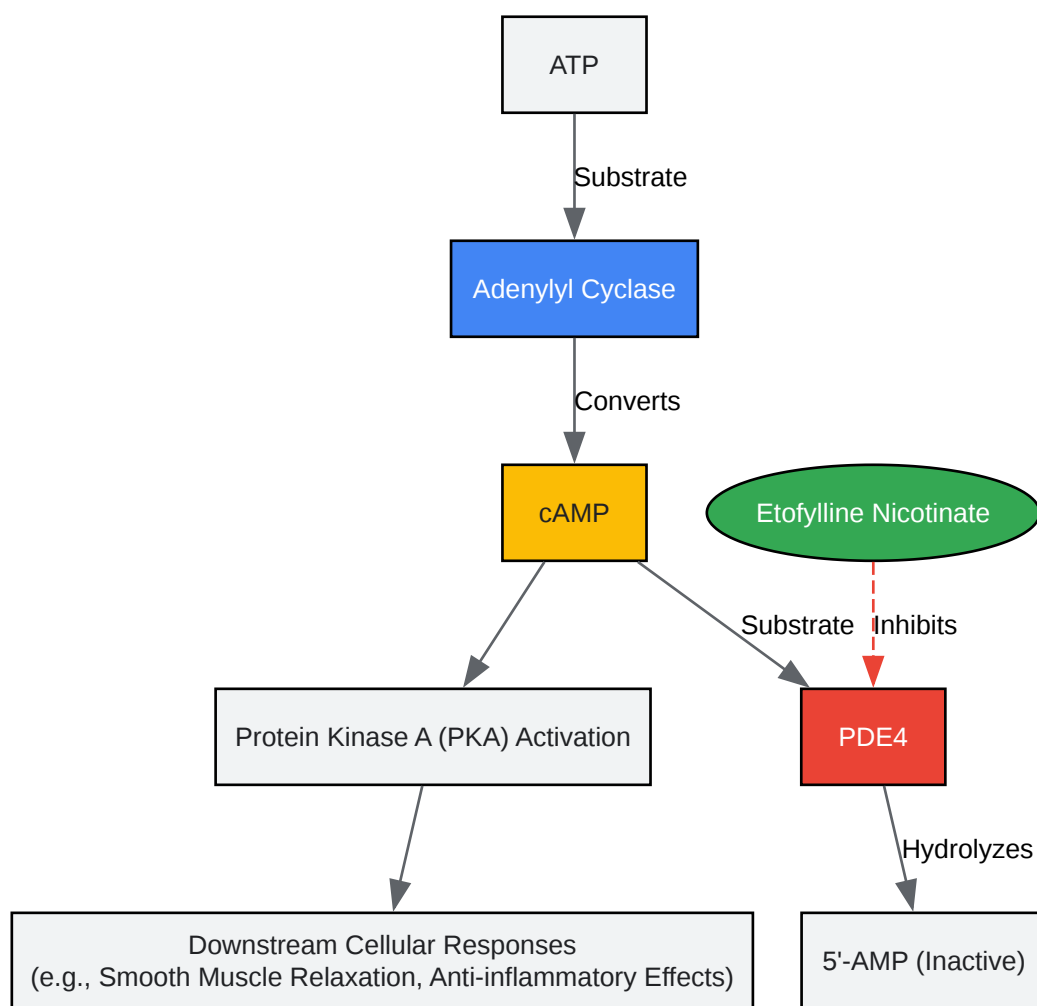 ATP
Substrate
Adenylyl Cyclase
Converts
cAMP
Etofylline Nicotinate
Substrate
Inhibits
Protein Kinase A (PKA) Activation
PDE4
Hydrolyzes
Downstream Cellular Responses
(e.g., Smooth Muscle Relaxation, Anti-inflammatory Effects)
5'-AMP (Inactive)